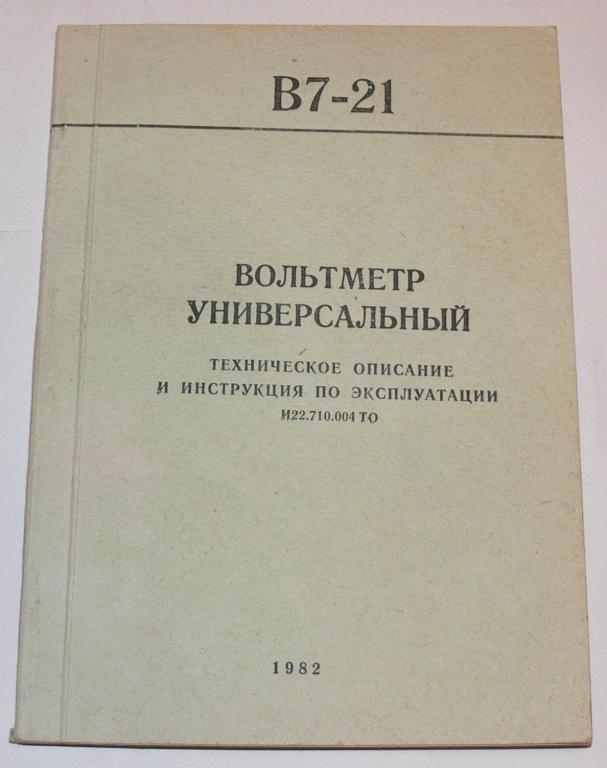 В7-21
ВОЛЬТМЕТР
УНИВЕРСАЛЬНЫЙ
ТЕХНИЧЕСКОЕ ОПИСАНИЕ
И ИНСТРУКЦИЯ ПО ЭКСПЛУАТАЦИИ
И22.710.004 ТО
1982